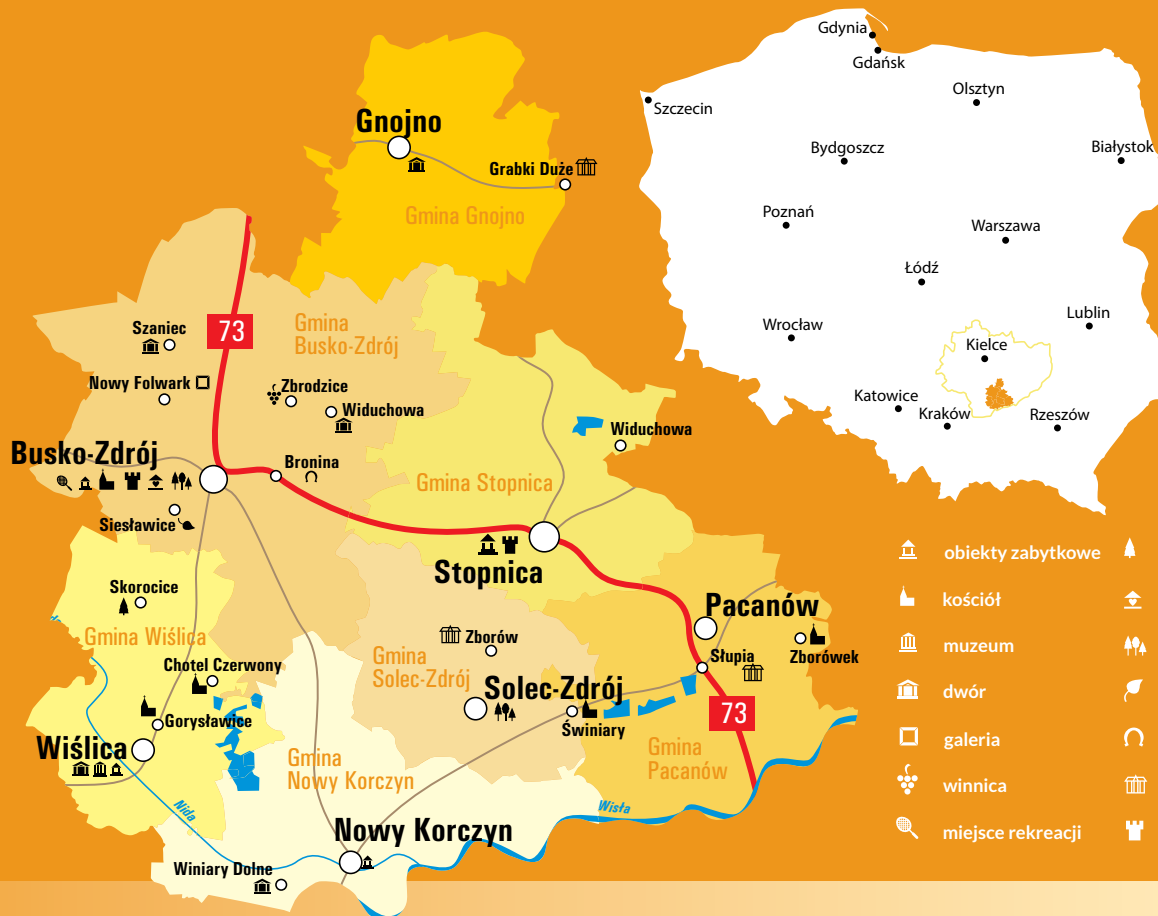 Gnojno
Grabki Duże
Gmina Gnojno
73
Szaniec
Gmina
Busko-Zdrój
Nowy Folwark
Zbrodzice
Widuchowa
Busko-Zdrój
Bronina
Siesławice
Widuchowa
Gmina Stopnica
Stopnica
Skorocice
Gmina Wiślica
Chotel Czerwony
Gorysławice
Wiślica
Zborów
Gmina
Solec-Zdrój
Solec-Zdrój
Świniary
Pacanów
Słupia
Zborówek
73
Gmina
Pacanów
Gmina
Nowy Korczyn
Nida
Wisła
Nowy Korczyn
Winiary Dolne
Gdynia
Gdańsk
Szczecin
Olsztyn
Bydgoszcz
Białystok
Poznań
Warszawa
Łódź
Wrocław
Lublin
Kielce
Katowice
Kraków
Rzeszów
obiekty zabytkowe
kościół
muzeum
dwór
galeria
winnica
miejsce rekreacji